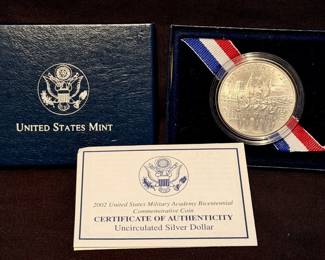 UNITED STATES MINT
2002 United States Military Academy Bicentennial
Commemorative Coin
CERTIFICATE OF AUTHENTICITY
Uncirculated Silver Dollar